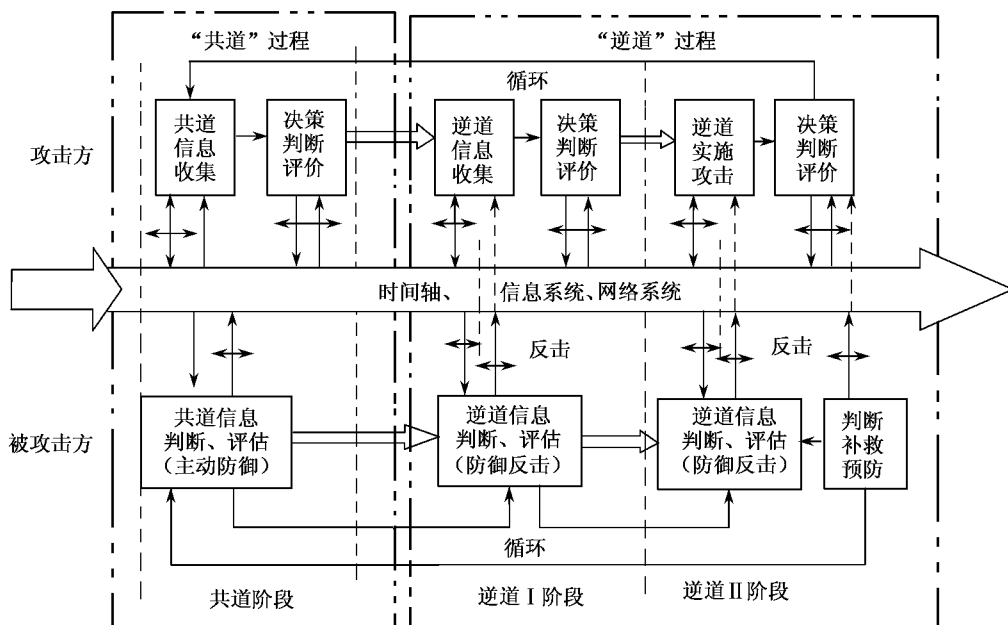 “共道”过程
“逆道”过程
循环
攻击方
共道
信息
收集
决策
判断
评价
逆道
信息
收集
决策
判断
评价
逆道
实施
攻击
决策
判断
评价
时间轴、 信息系统、网络系统
反击
反击
被攻击方
共道信息
判断、评估
（主动防御）
逆道信息
判断、评估
（防御反击）
逆道信息
判断、评估
（防御反击）
判断
补救
预防
循环
共道阶段
逆道Ⅰ阶段
逆道Ⅱ阶段